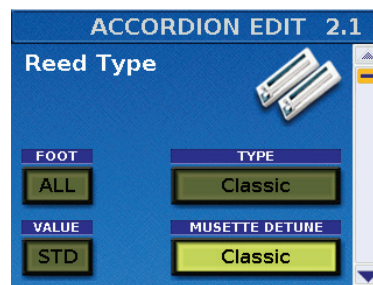 ACCORDION EDIT 2.1
Reed Type
FOOT TYPE
ALL Classic
VALUE MUSETTE DETUNE
STD Classic